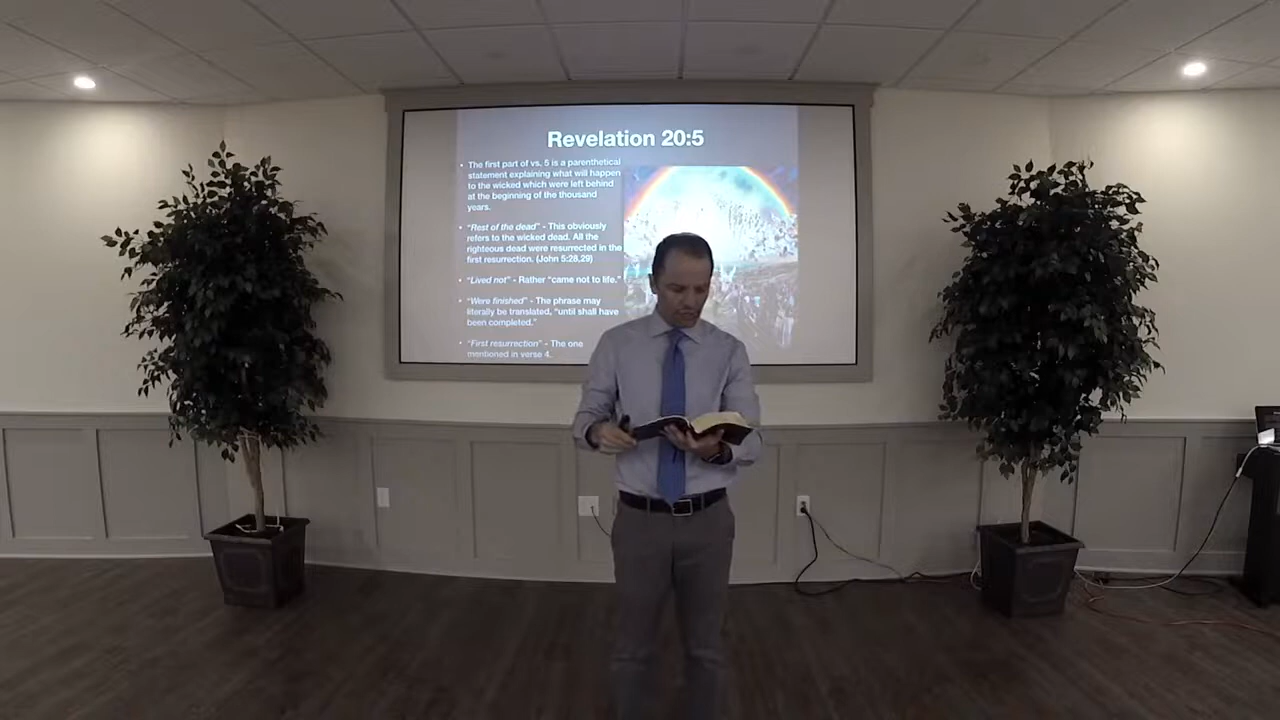 Revelation 20:5
• The first part of vs. 5 is a parenthetical
statement explaining what will happen
to the wicked which were left behind
at the beginning of the thousand
years.
• "Rest of the dead" - This obviously
refers to the wicked dead. All the
righteous dead were resurrected in the
first resurrection. (John 5:28,29)
• "Lived not" - Rather "came not to life."
• "Were finished" - The phrase may
literally be translated, "until shall have
been completed."
• "First resurrection" - The one
mentioned in verse 4.